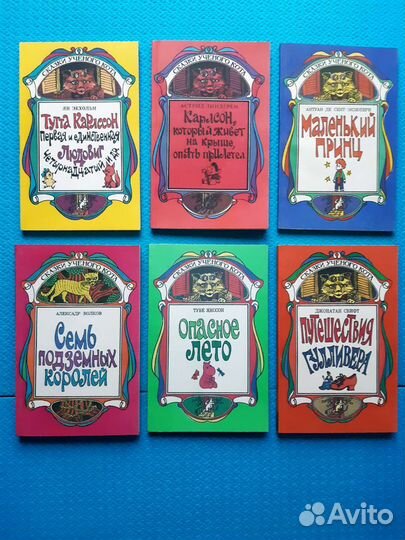 СКАЗКИ УЧЕНОГО КОТА
ЯН ЭКХОЛЬМ
Тутта Карлссон
Первая и единственная
Людвиг
Четырнадцатый и др.
СКАЗКИ УЧЕНОГО КОТА
АСТРИД ЛИНДГРЕН
Карлсон,
который живет
на крыше,
опять прилетел
СКАЗКИ УЧЕНОГО КОТА
АНТУАН ДЕ СЕНТ ЭКЗЮПЕРИ
Маленький
принц
СКАЗКИ УЧЕНОГО КОТА
АЛЕКСАНДР ВОЛКОВ
Семь
подземных
королей
СКАЗКИ УЧЕНОГО КОТА
ТУВЕ ЯНССОН
Опасное
лето
СКАЗКИ УЧЕНОГО КОТА
ДЖОНАТАН СВИФТ
Путешествия
Гулливера
Avito